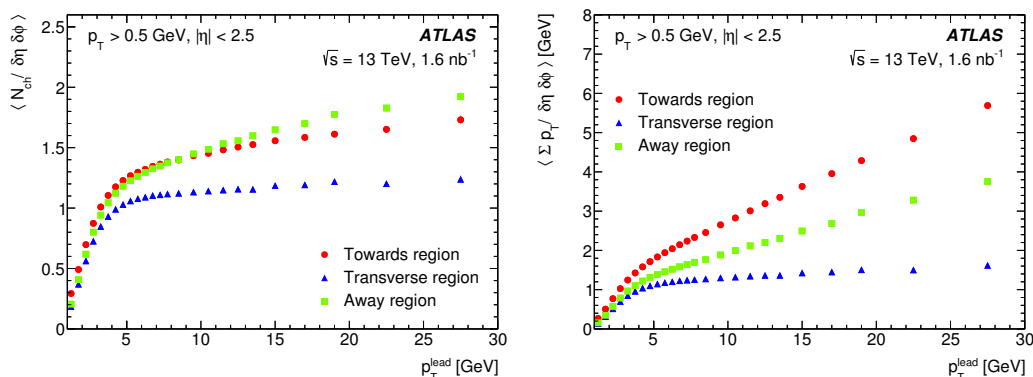 ⟨ N_ch/ δη δφ ⟩
p_T > 0.5 GeV, |η| < 2.5
ATLAS
√s = 13 TeV, 1.6 nb⁻¹
2.5
2
1.5
1
0.5
0
Towards region
Transverse region
Away region
5 10 15 20 25 30
p_T^lead [GeV]
⟨ Σ p_T/ δη δφ ⟩ [GeV]
p_T > 0.5 GeV, |η| < 2.5
ATLAS
√s = 13 TeV, 1.6 nb⁻¹
8
7
6
5
4
3
2
1
0
Towards region
Transverse region
Away region
5 10 15 20 25 30
p_T^lead [GeV]